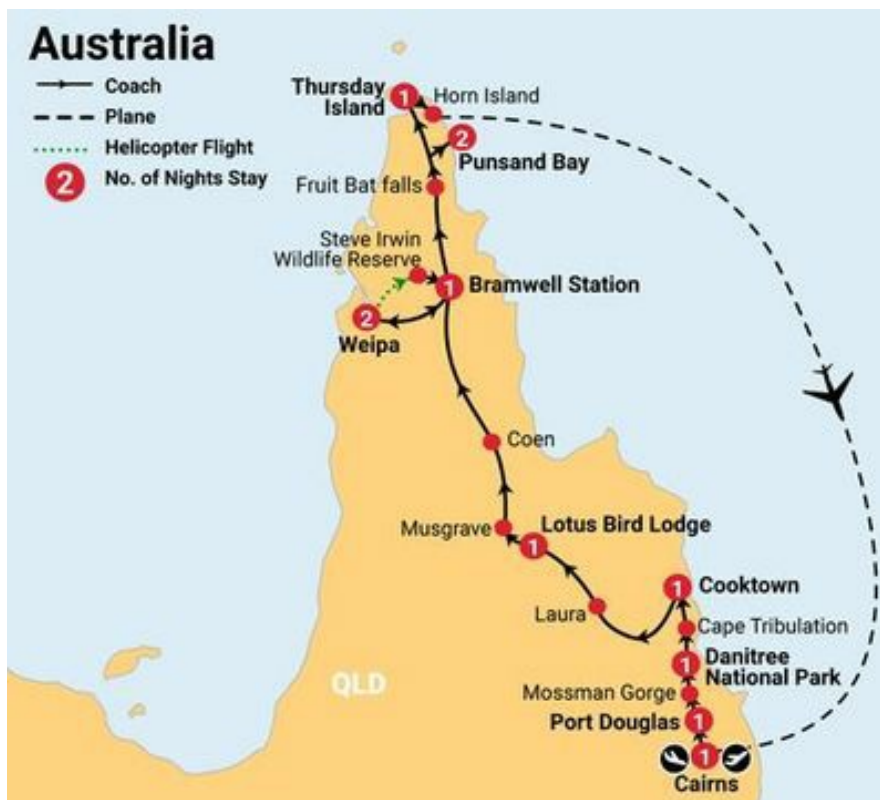 Australia
Coach
Plane
Helicopter Flight
2
No. of Nights Stay
Thursday
Island
1
Horn Island
2
Punsand Bay
Fruit Bat falls
Steve Irwin
Wildlife Reserve
1
Bramwell Station
2
Weipa
Coen
Musgrave
Lotus Bird Lodge
1
1
Cooktown
Laura
Cape Tribulation
1
Danitree
National Park
QLD
Mossman Gorge
Port Douglas
1
1
Cairns